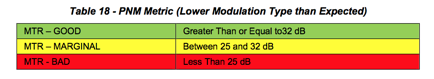 Table 18 - PNM Metric (Lower Modulation Type than Expected)
MTR – GOOD Greater Than or Equal to32 dB
MTR – MARGINAL Between 25 and 32 dB
MTR - BAD Less Than 25 dB